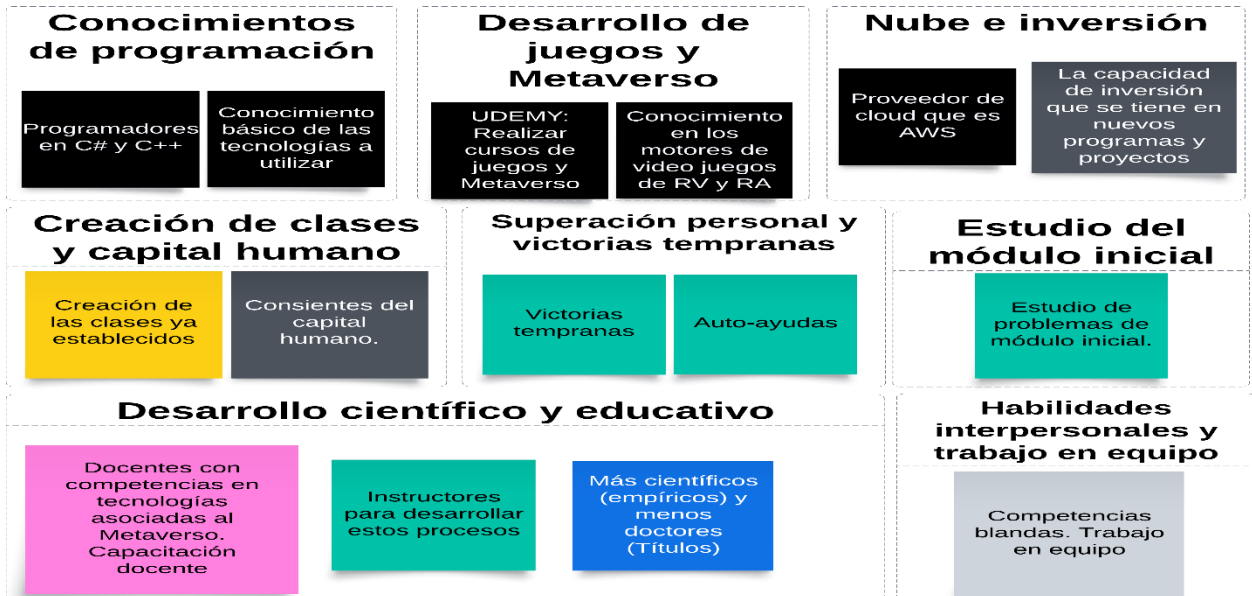 Conocimientos
de programación
Programadores
en C# y C++
Conocimiento
básico de las
tecnologías a
utilizar
Desarrollo de
juegos y
Metaverso
UDEMY:
Realizar
cursos de
juegos y
Metaverso
Conocimiento
en los
motores de
video juegos
de RV y RA
Nube e inversión
Proveedor de
cloud que es
AWS
La capacidad
de inversión
que se tiene en
nuevos
programas y
proyectos
Creación de clases
y capital humano
Creación de
las clases ya
establecidos
Consientes del
capital
humano.
Superación personal y
victorias tempranas
Victorias
tempranas
Auto-ayudas
Estudio del
módulo inicial
Estudio de
problemas de
módulo inicial.
Desarrollo científico y educativo
Docentes con
competencias en
tecnologías
asociadas al
Metaverso.
Capacitación
docente
Instructores
para desarrollar
estos procesos
Más científicos
(empíricos) y
menos
doctores
(Títulos)
Habilidades
interpersonales y
trabajo en equipo
Competencias
blandas. Trabajo
en equipo